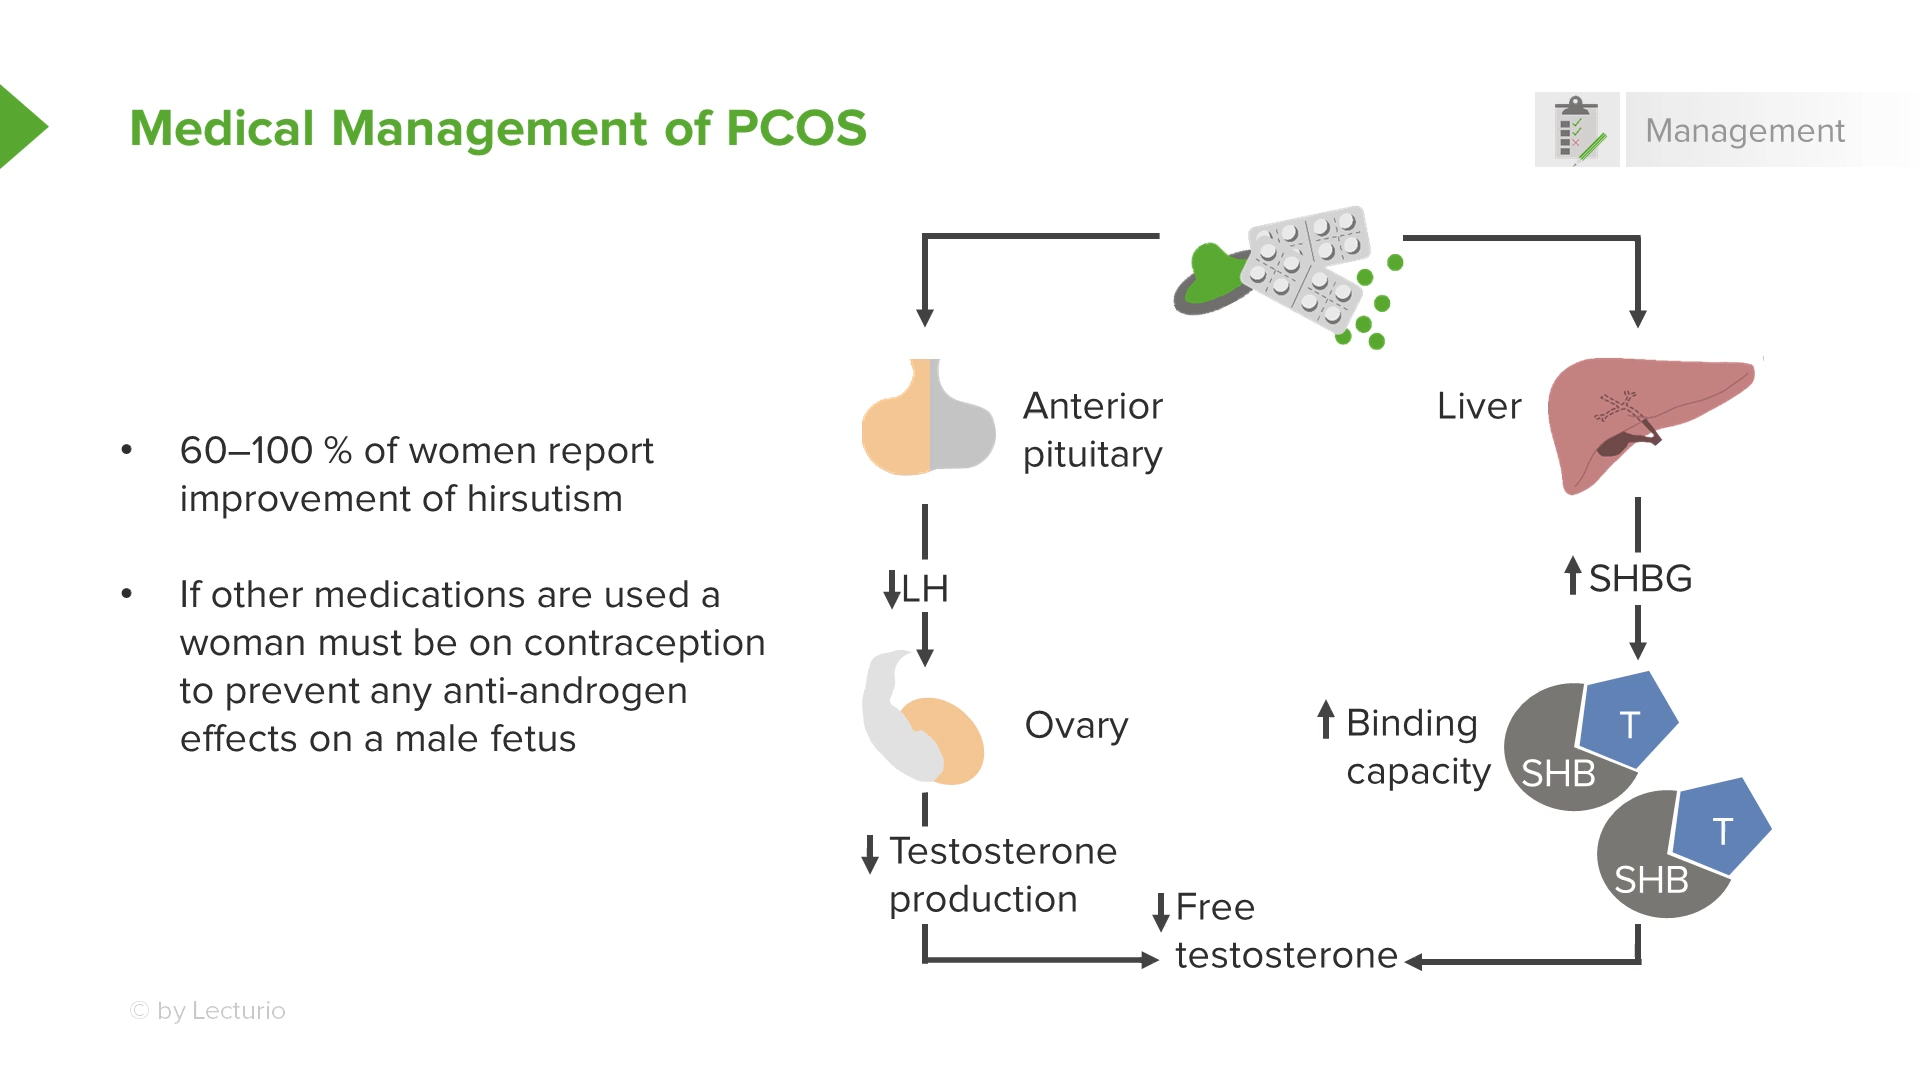 Medical Management of PCOS
Management
• 60–100 % of women report
improvement of hirsutism
• If other medications are used a
woman must be on contraception
to prevent any anti-androgen
effects on a male fetus
Anterior
pituitary
Liver
↓LH
↑ SHBG
Ovary
↑ Binding
capacity
T
SHB
T
SHB
↓ Testosterone
production
↓ Free
testosterone
© by Lecturio